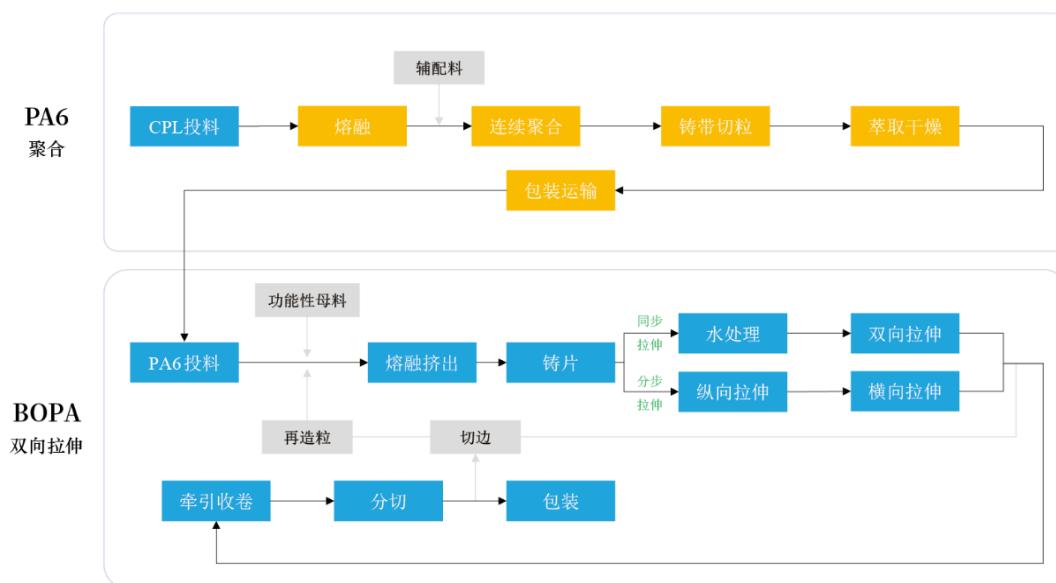 辅配料
PA6
聚合
CPL投料
熔融
连续聚合
铸带切粒
萃取干燥
包装运输
功能性母料
同步
拉伸
水处理
双向拉伸
PA6投料
熔融挤出
铸片
分步
拉伸
纵向拉伸
横向拉伸
BOPA
双向拉伸
再造粒
切边
牵引收卷
分切
包装